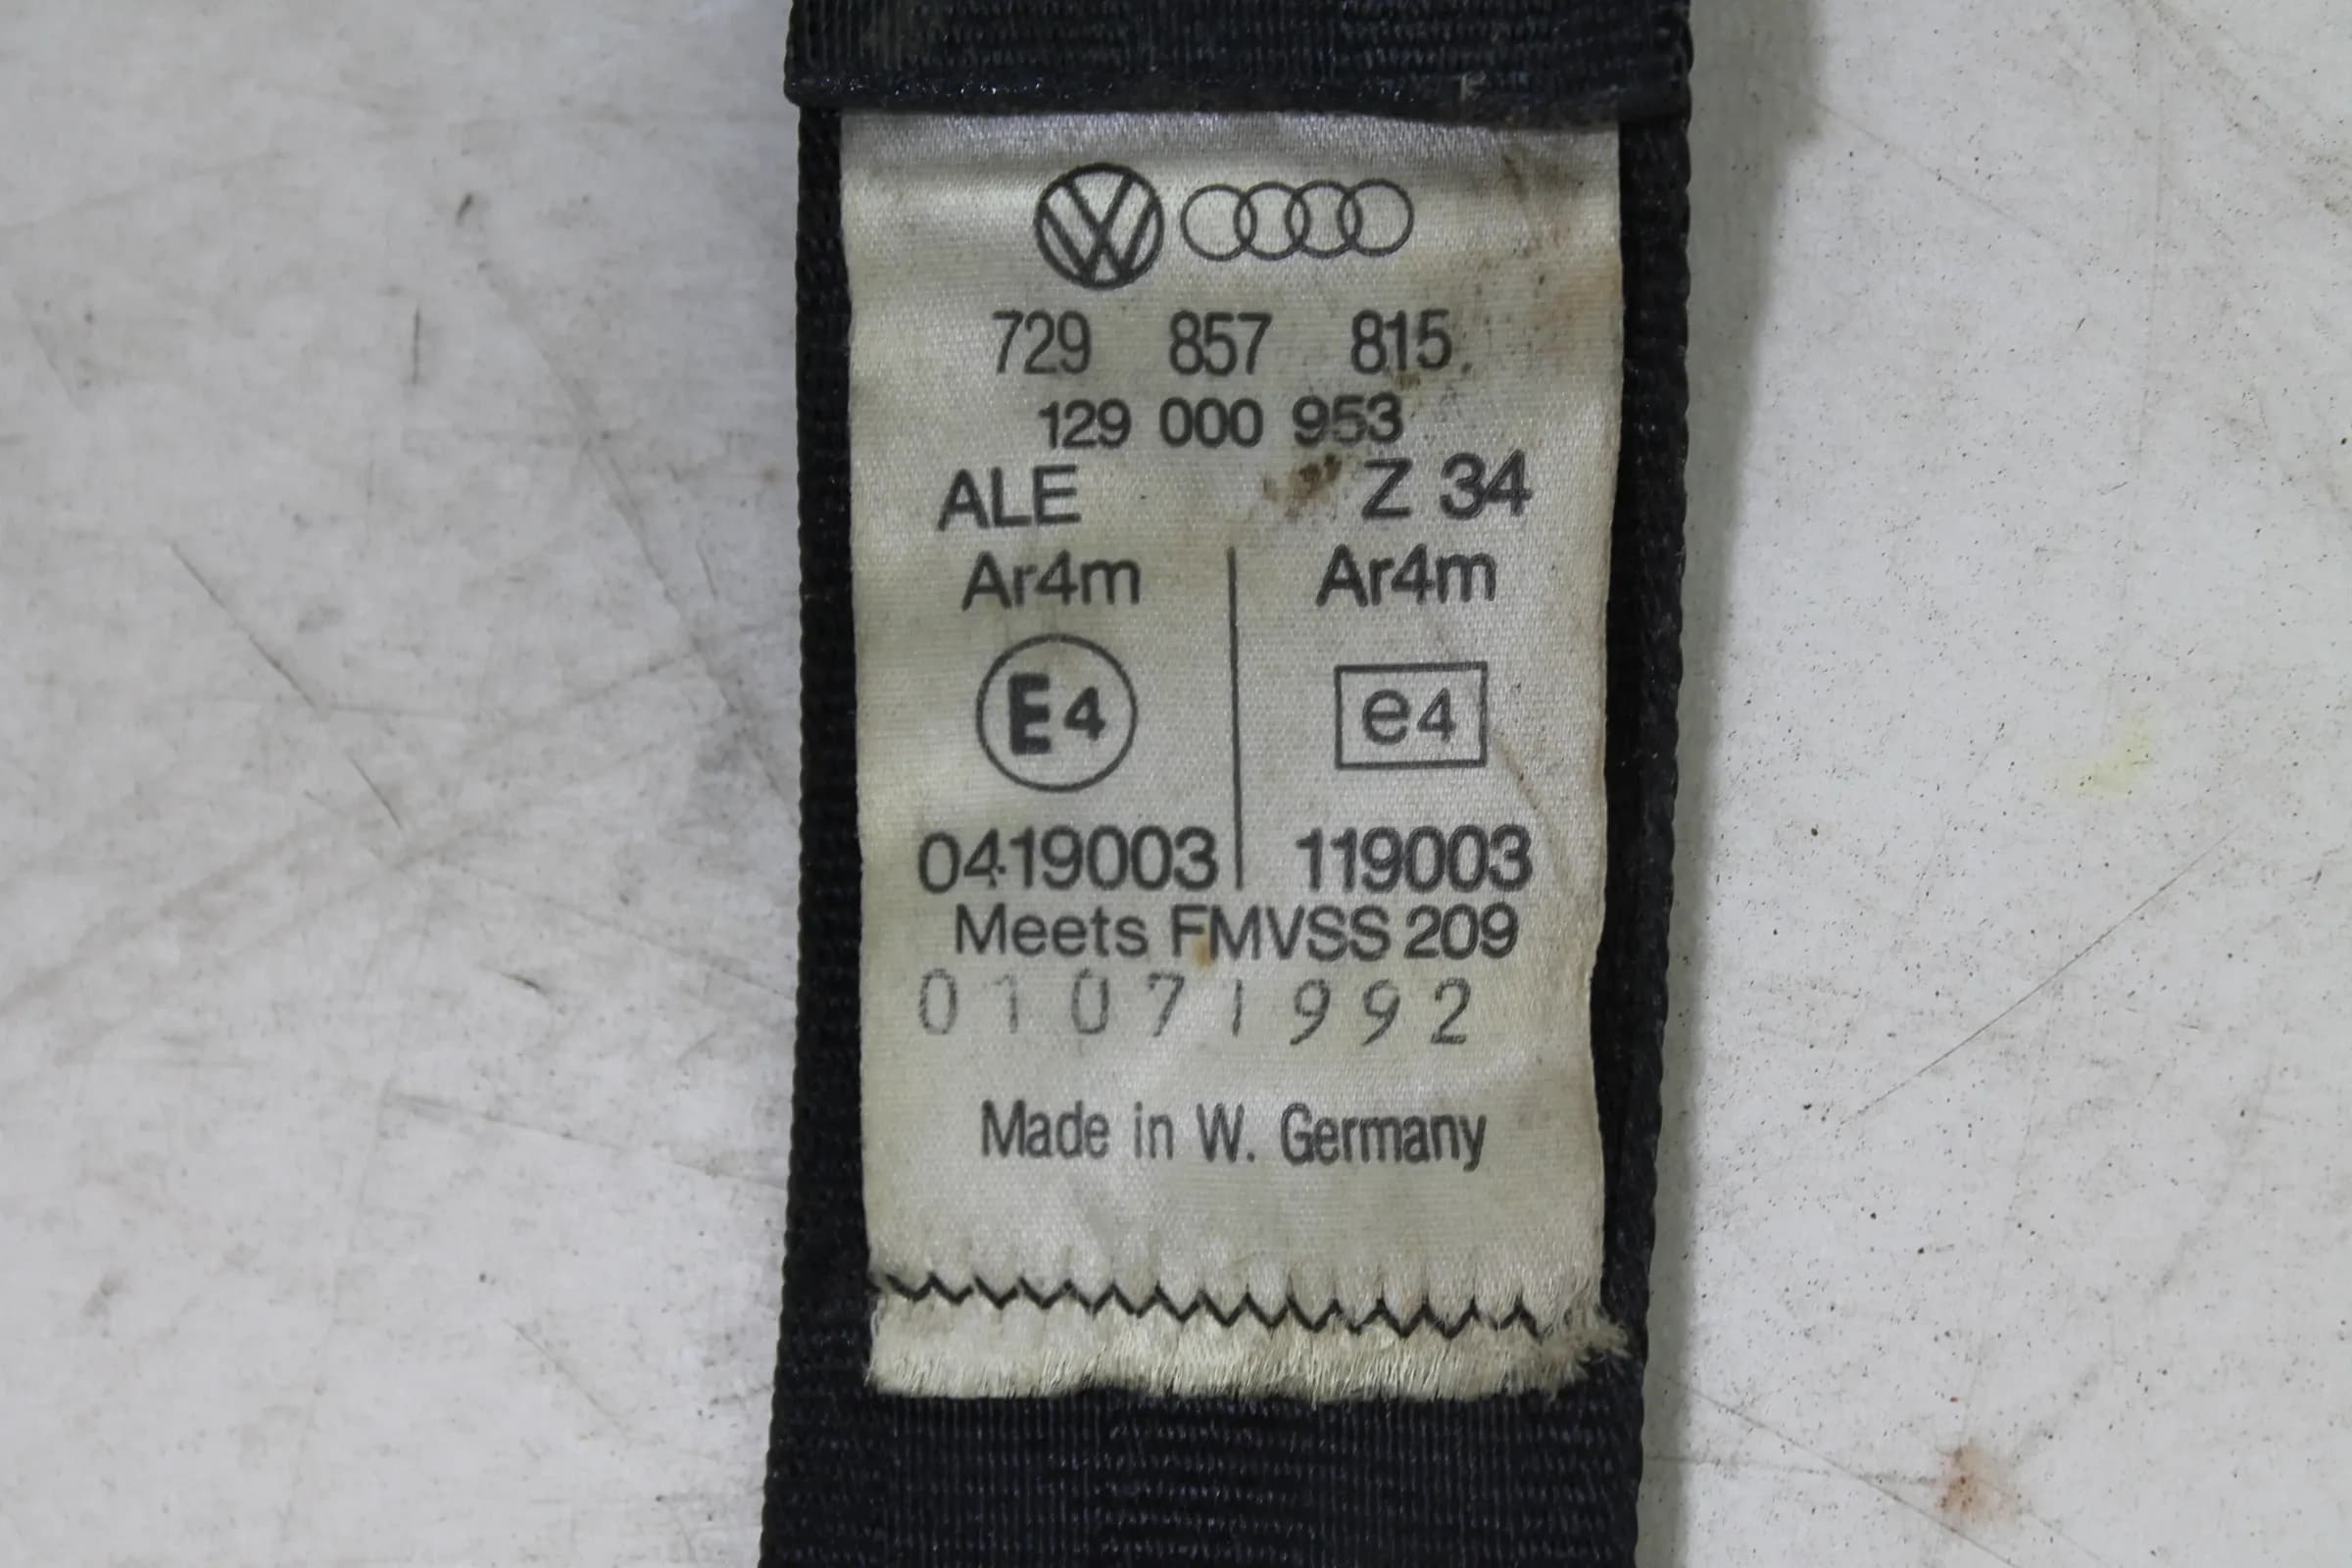 729 857 815.
129 000 953
ALE Z 34
Ar4m Ar4m
E4 e4
0419003 119003
Meets FMVSS 209
01071992
Made in W. Germany